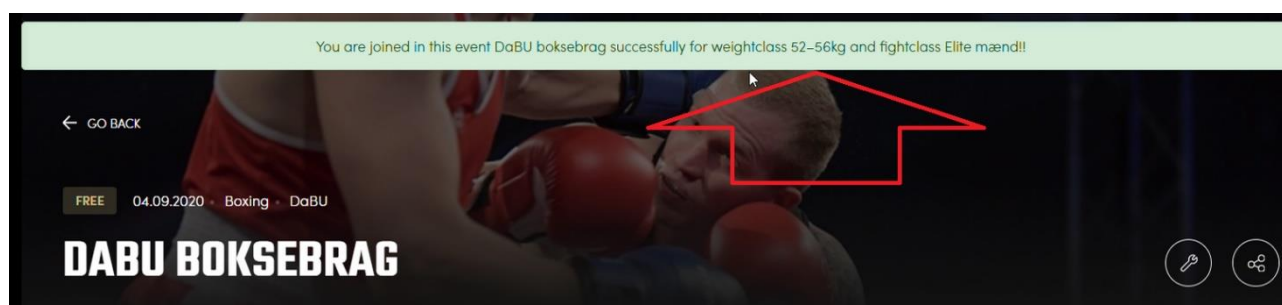 You are joined in this event DaBU boksebrag successfully for weightclass 52–56kg and fightclass Elite mænd!!
← GO BACK
FREE 04.09.2020 • Boxing • DaBU
DABU BOKSEBRAG